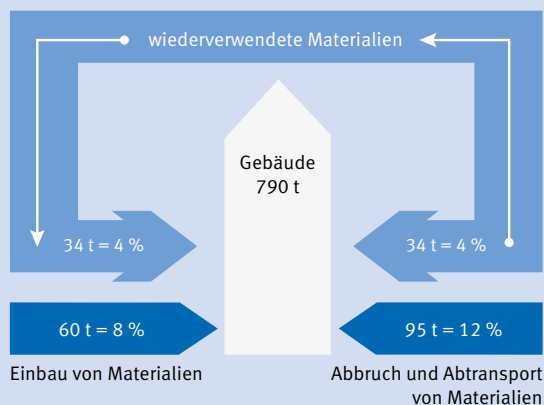 wiederverwendete Materialien
Gebäude
790 t
34 t = 4 %
34 t = 4 %
60 t = 8 %
95 t = 12 %
Einbau von Materialien
Abbruch und Abtransport
von Materialien